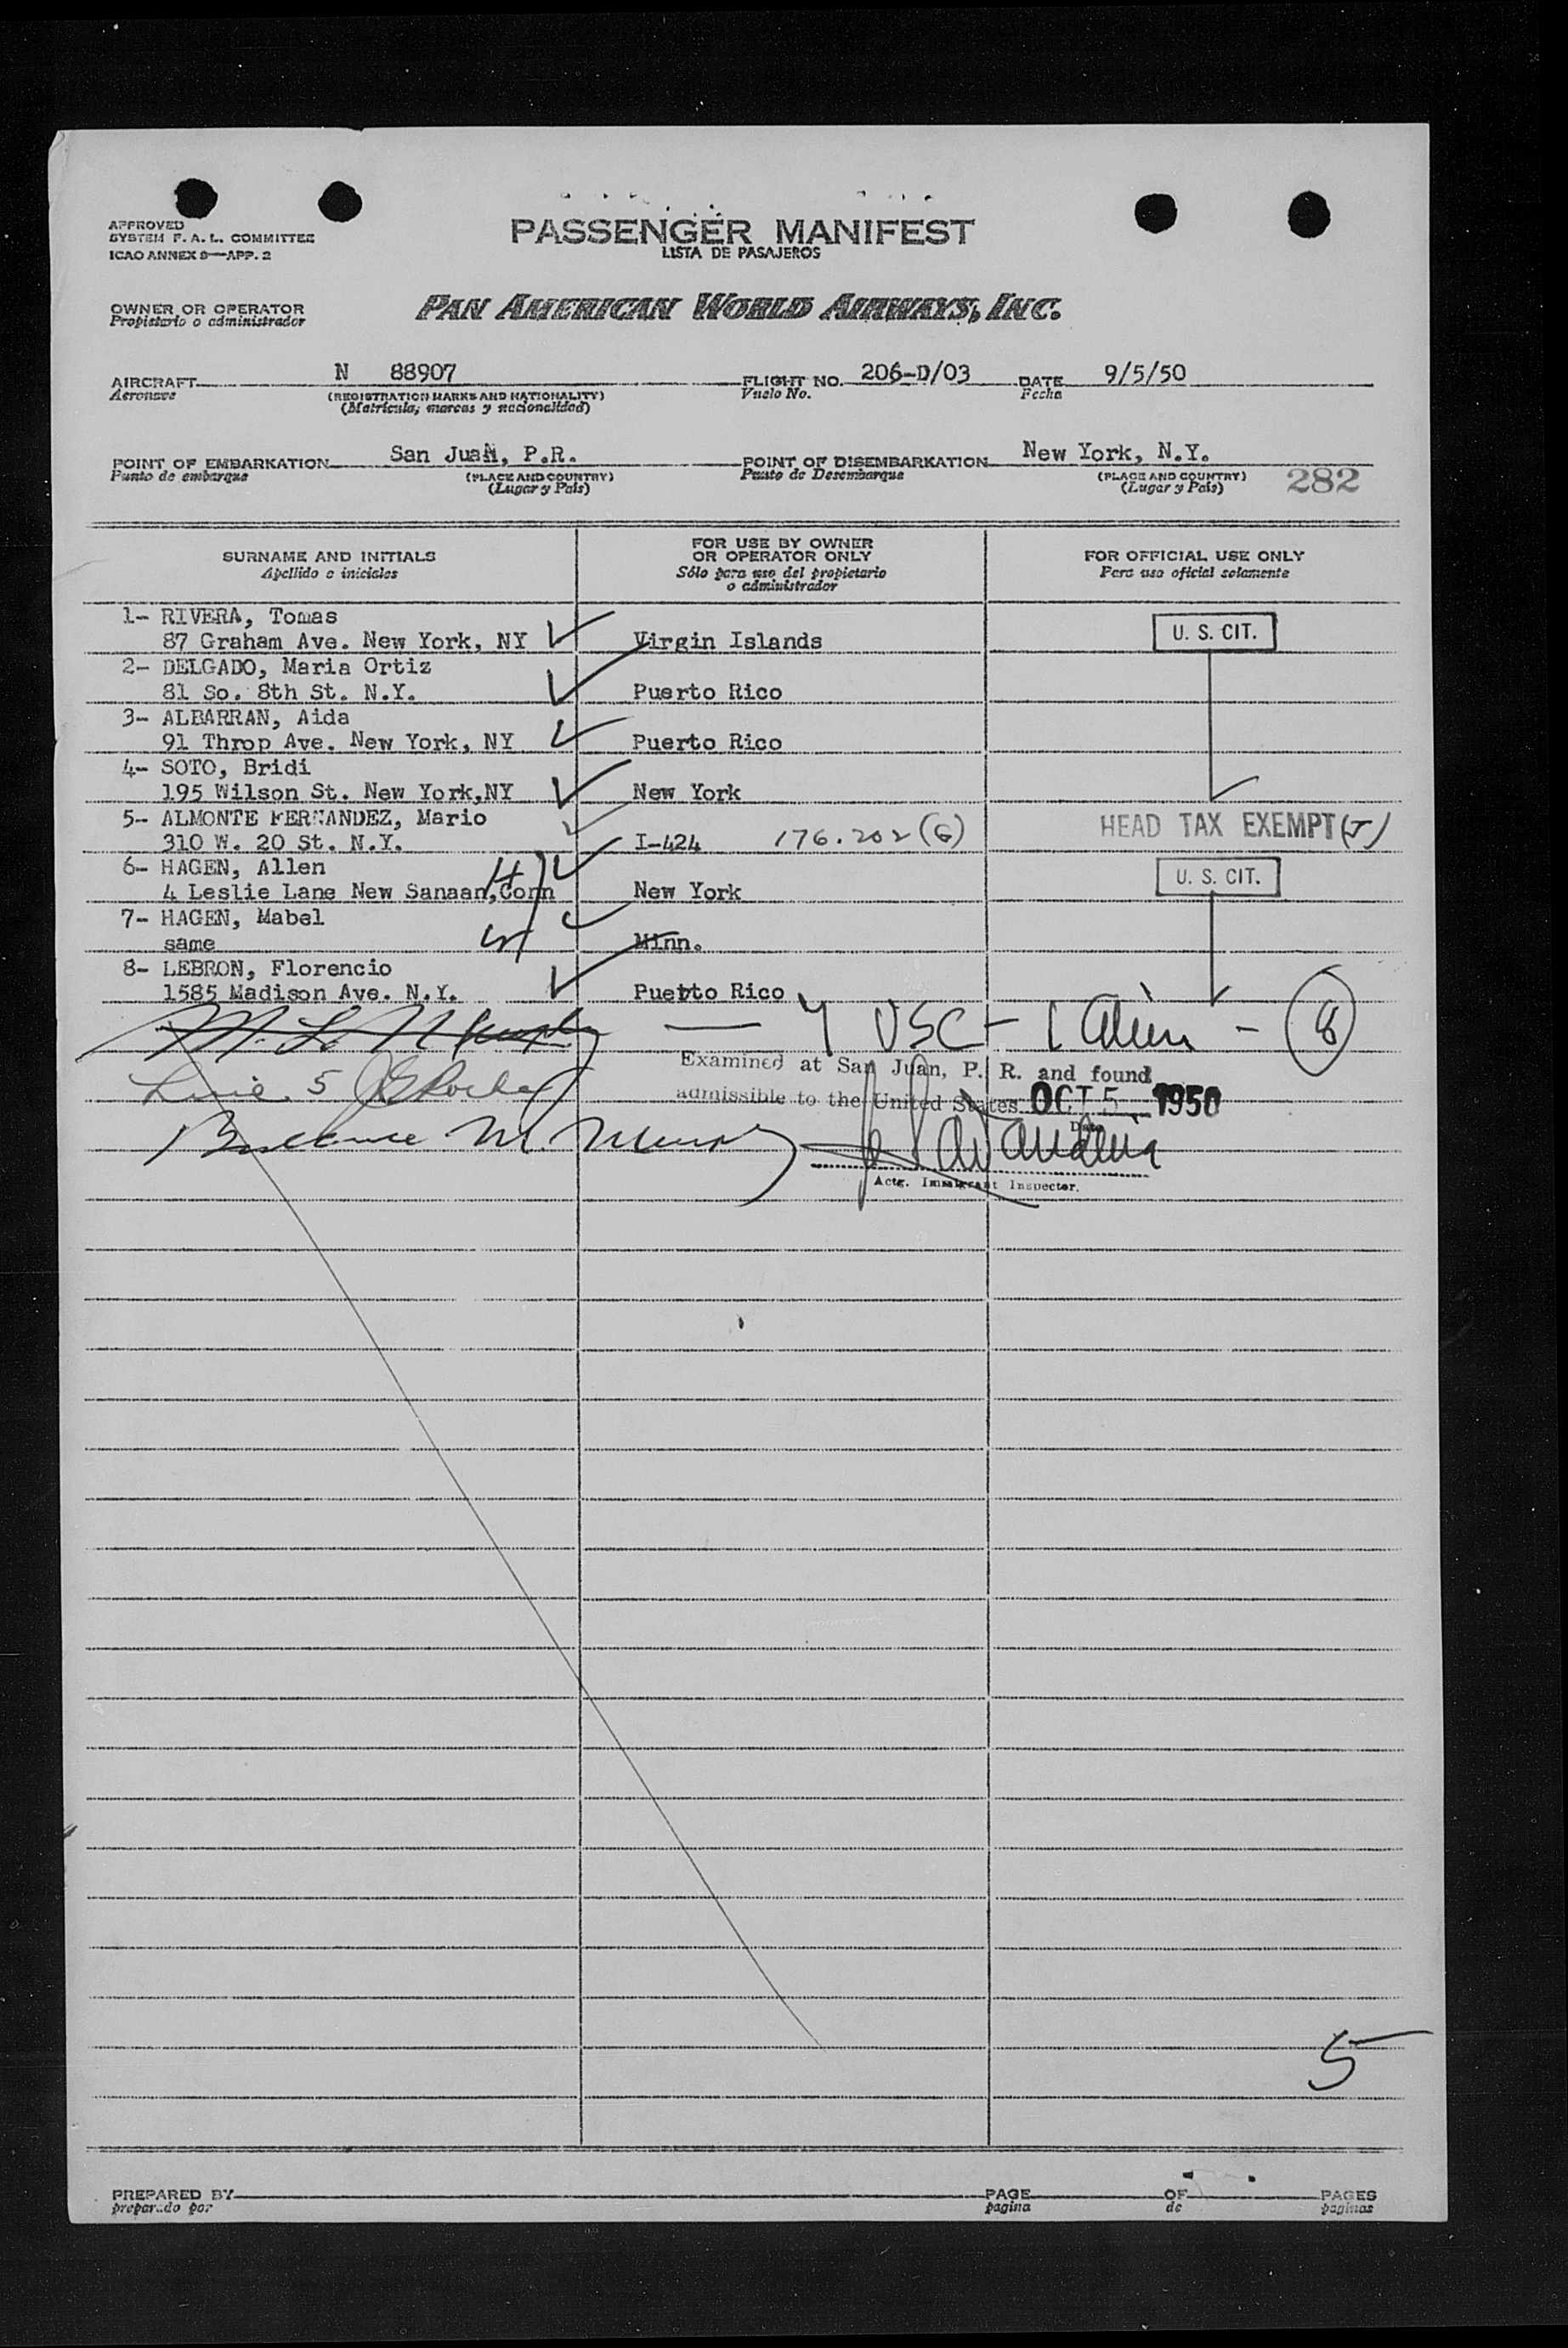 APPROVED
SYSTEM F. A. L. COMMITTEE
ICAO ANNEX 9—APP. 2
PASSENGER MANIFEST
LISTA DE PASAJEROS
OWNER OR OPERATOR
Propietario o administrador
PAN AMERICAN WORLD AIRWAYS, INC.
AIRCRAFT N 88907 FLIGHT NO. 206-D/03 DATE 9/5/50
Aeronave (REGISTRATION MARKS AND NATIONALITY) Vuelo No. Fecha
(Matrícula, marcas y nacionalidad)
POINT OF EMBARKATION San Juan, P.R. POINT OF DISEMBARKATION New York, N.Y.
Punto de embarque (PLACE AND COUNTRY) Punto de Desembarque (PLACE AND COUNTRY) 282
(Lugar y País) (Lugar y País)
SURNAME AND INITIALS FOR USE BY OWNER OR OPERATOR ONLY FOR OFFICIAL USE ONLY
Apellido e iniciales Sólo para uso del propietario o administrador Para uso oficial solamente
1- RIVERA, Tomas
87 Graham Ave. New York, NY Virgin Islands U. S. CIT.
2- DELGADO, Maria Ortiz
81 So. 8th St. N.Y. Puerto Rico
3- ALBARRAN, Aida
91 Throp Ave. New York, NY Puerto Rico
4- SOTO, Bridi
195 Wilson St. New York,NY New York
5- ALMONTE FERNANDEZ, Mario
310 W. 20 St. N.Y. I-424 176.202(G) HEAD TAX EXEMPT(J)
6- HAGEN, Allen
4 Leslie Lane New Sanaan,Conn New York U. S. CIT.
7- HAGEN, Mabel
same Minn.
8- LEBRON, Florencio
1585 Madison Ave. N.Y. Puerto Rico
— 7 USC - 1 Alien - 8
Examined at San Juan, P. R. and found
Line 5
admissible to the United States OCT 5 1950
Date
M. Murphy
Actg. Immigrant Inspector.
5
PREPARED BY PAGE OF PAGES
preparado por pagina de paginas